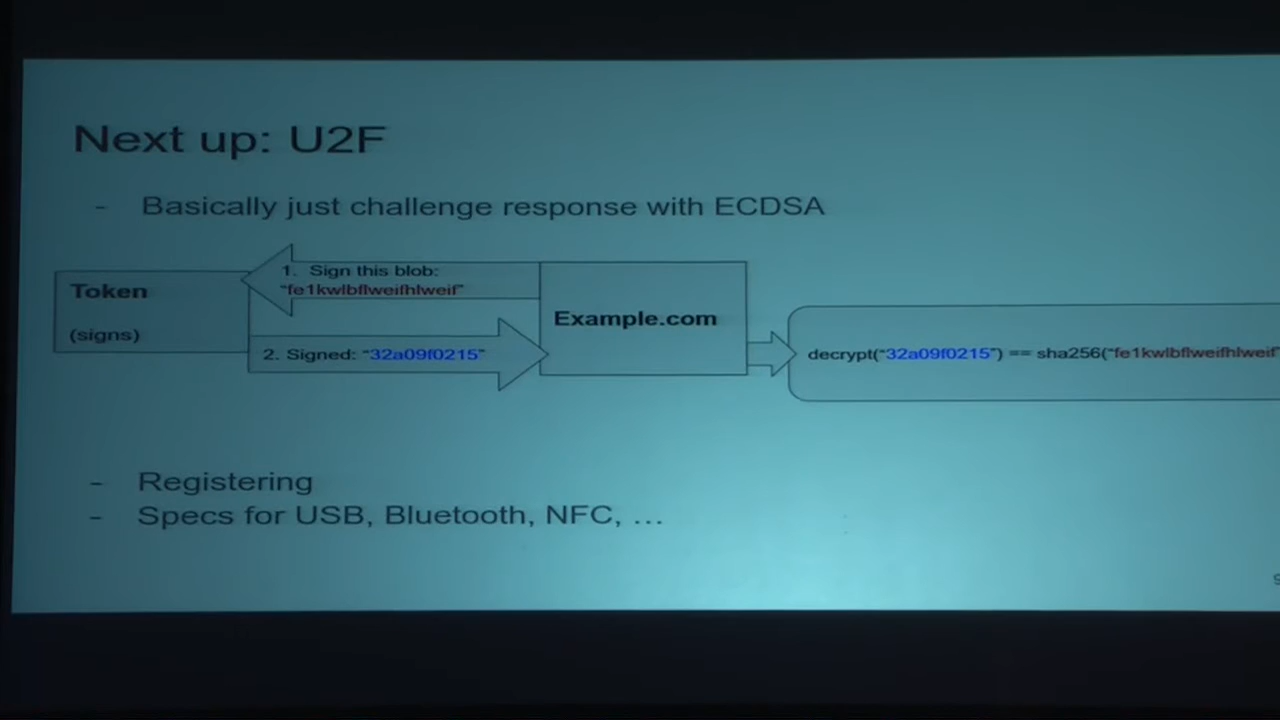 Next up: U2F
- Basically just challenge response with ECDSA
1. Sign this blob:
"fe1kwlbflweifhlweif"
Token
(signs)
Example.com
2. Signed: "32a09f0215"
decrypt("32a09f0215") == sha256("fe1kwlbflweifhlweif"
- Registering
- Specs for USB, Bluetooth, NFC, ...
9